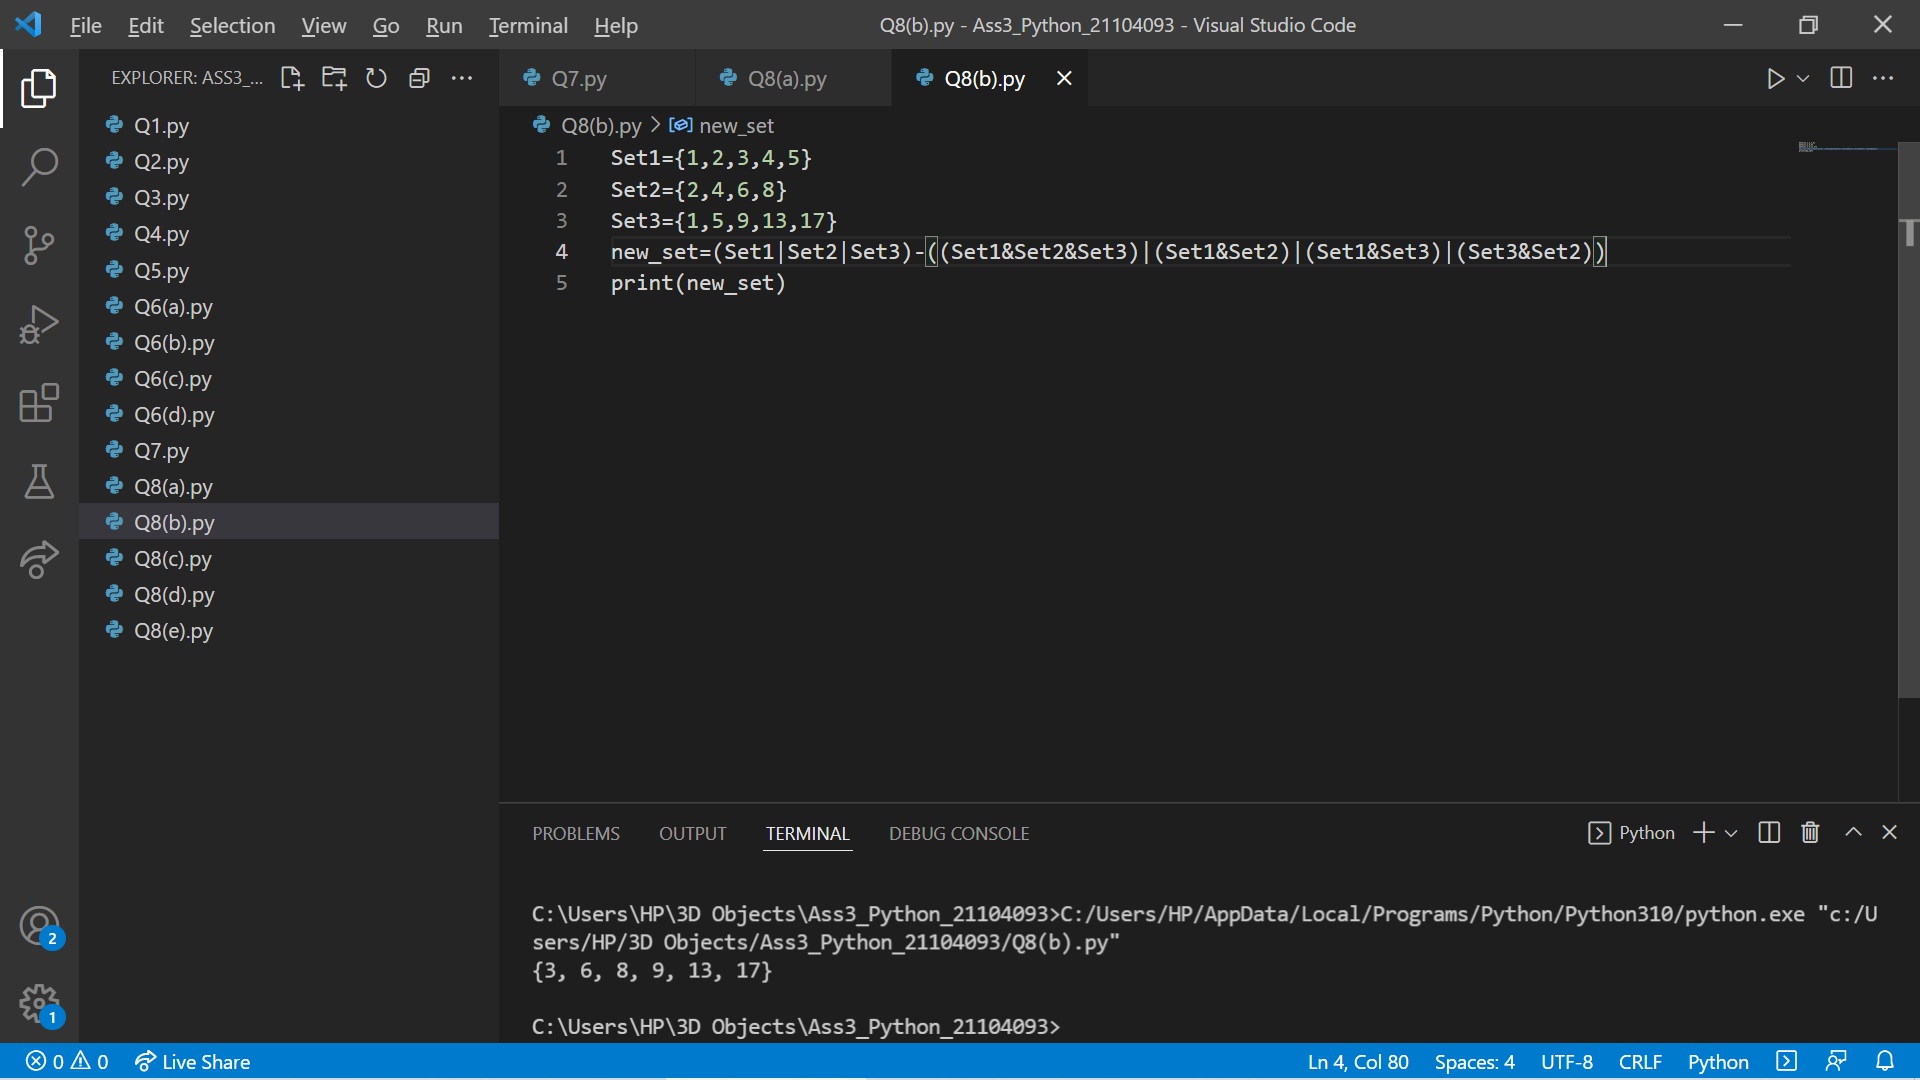 File Edit Selection View Go Run Terminal Help
Q8(b).py - Ass3_Python_21104093 - Visual Studio Code
EXPLORER: ASS3_...
Q1.py
Q2.py
Q3.py
Q4.py
Q5.py
Q6(a).py
Q6(b).py
Q6(c).py
Q6(d).py
Q7.py
Q8(a).py
Q8(b).py
Q8(c).py
Q8(d).py
Q8(e).py
2
1
Q7.py Q8(a).py Q8(b).py
Q8(b).py > new_set
1 Set1={1,2,3,4,5}
2 Set2={2,4,6,8}
3 Set3={1,5,9,13,17}
4 new_set=(Set1|Set2|Set3)-((Set1&Set2&Set3)|(Set1&Set2)|(Set1&Set3)|(Set3&Set2))
5 print(new_set)
PROBLEMS OUTPUT TERMINAL DEBUG CONSOLE
Python
C:\Users\HP\3D Objects\Ass3_Python_21104093>C:/Users/HP/AppData/Local/Programs/Python/Python310/python.exe "c:/U
sers/HP/3D Objects/Ass3_Python_21104093/Q8(b).py"
{3, 6, 8, 9, 13, 17}
C:\Users\HP\3D Objects\Ass3_Python_21104093>
0 0 Live Share
Ln 4, Col 80 Spaces: 4 UTF-8 CRLF Python